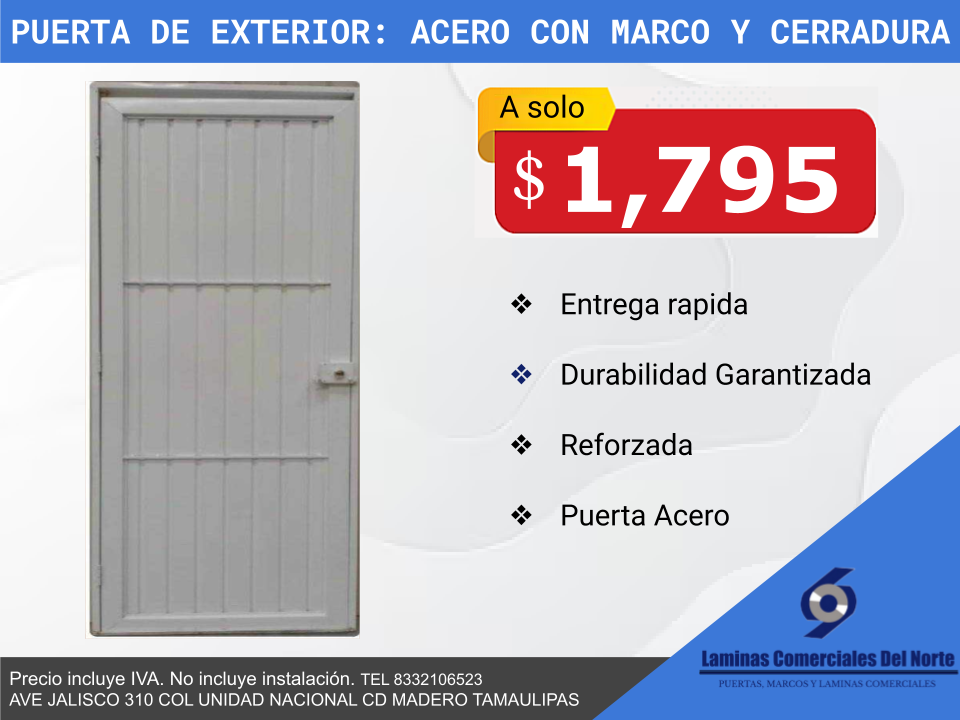 PUERTA DE EXTERIOR: ACERO CON MARCO Y CERRADURA
A solo
$ 1,795
❖ Entrega rapida
❖ Durabilidad Garantizada
❖ Reforzada
❖ Puerta Acero
Laminas Comerciales Del Norte
PUERTAS, MARCOS Y LAMINAS COMERCIALES
Precio incluye IVA. No incluye instalación. TEL 8332106523
AVE JALISCO 310 COL UNIDAD NACIONAL CD MADERO TAMAULIPAS